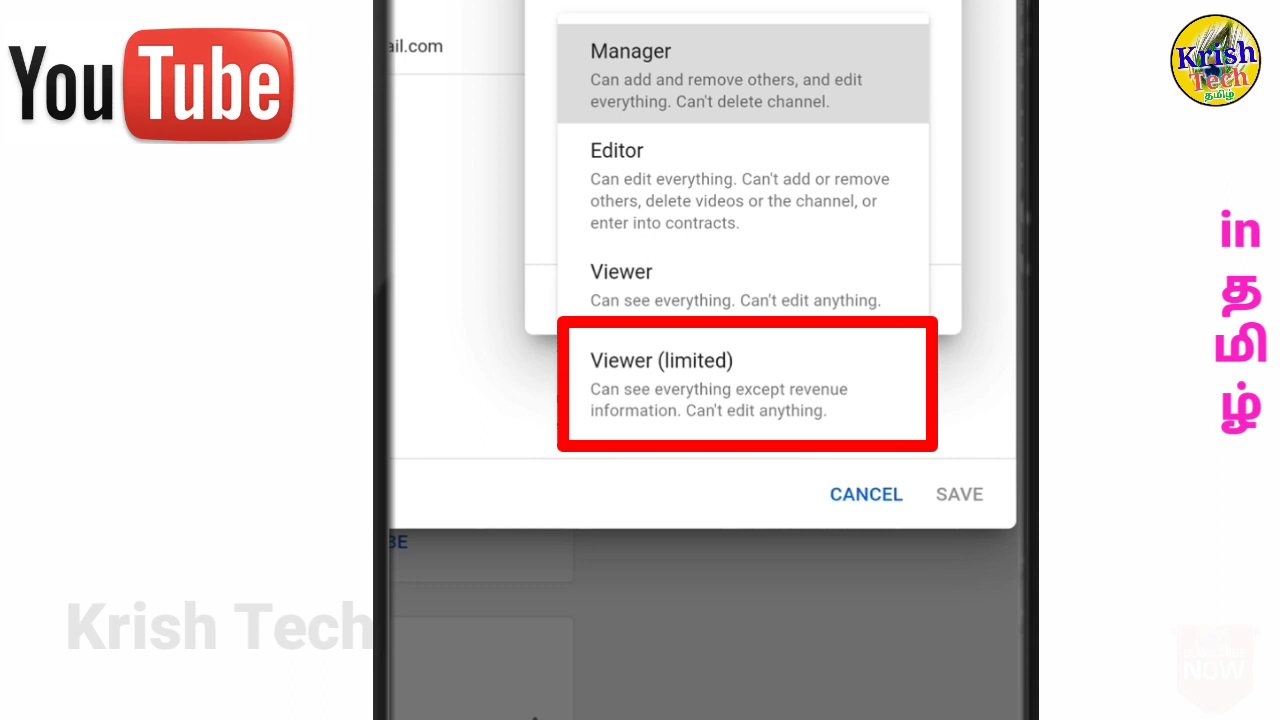 YouTube
ail.com
Manager
Can add and remove others, and edit
everything. Can't delete channel.
Editor
Can edit everything. Can't add or remove
others, delete videos or the channel, or
enter into contracts.
Viewer
Can see everything. Can't edit anything.
Viewer (limited)
Can see everything except revenue
information. Can't edit anything.
CANCEL SAVE
BE
Krish Tech
Krish
Tech
தமிழ்
in
தமிழ்
NOW